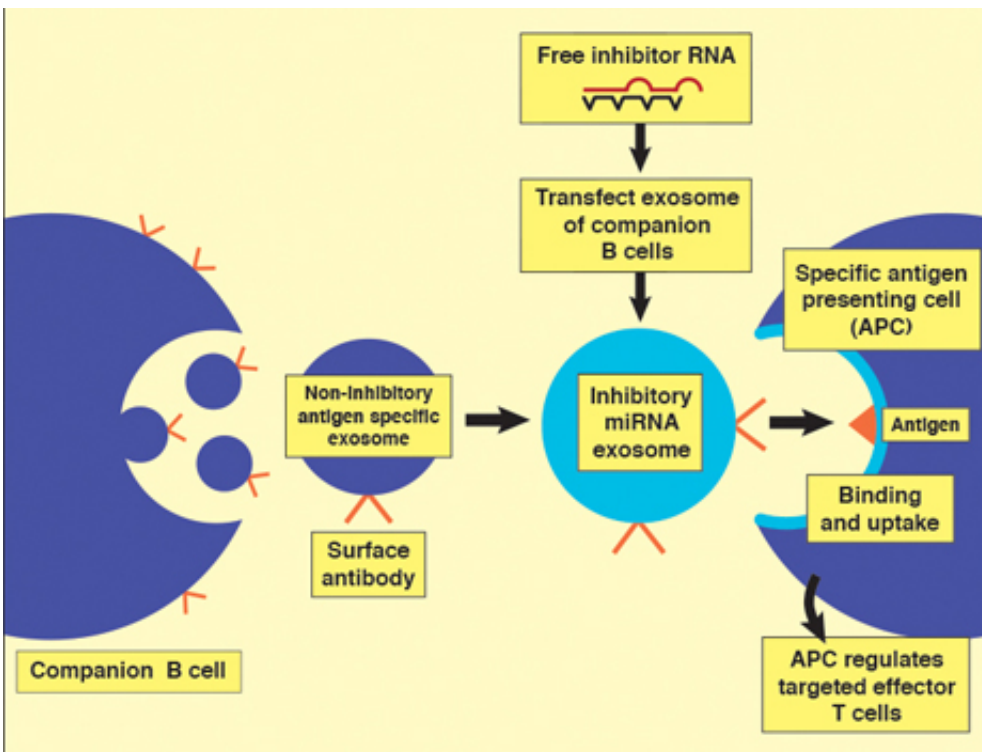 Free inhibitor RNA
Transfect exosome
of companion
B cells
Specific antigen
presenting cell
(APC)
Non-inhibitory
antigen specific
exosome
Inhibitory
miRNA
exosome
Antigen
Binding
and uptake
Surface
antibody
Companion B cell
APC regulates
targeted effector
T cells